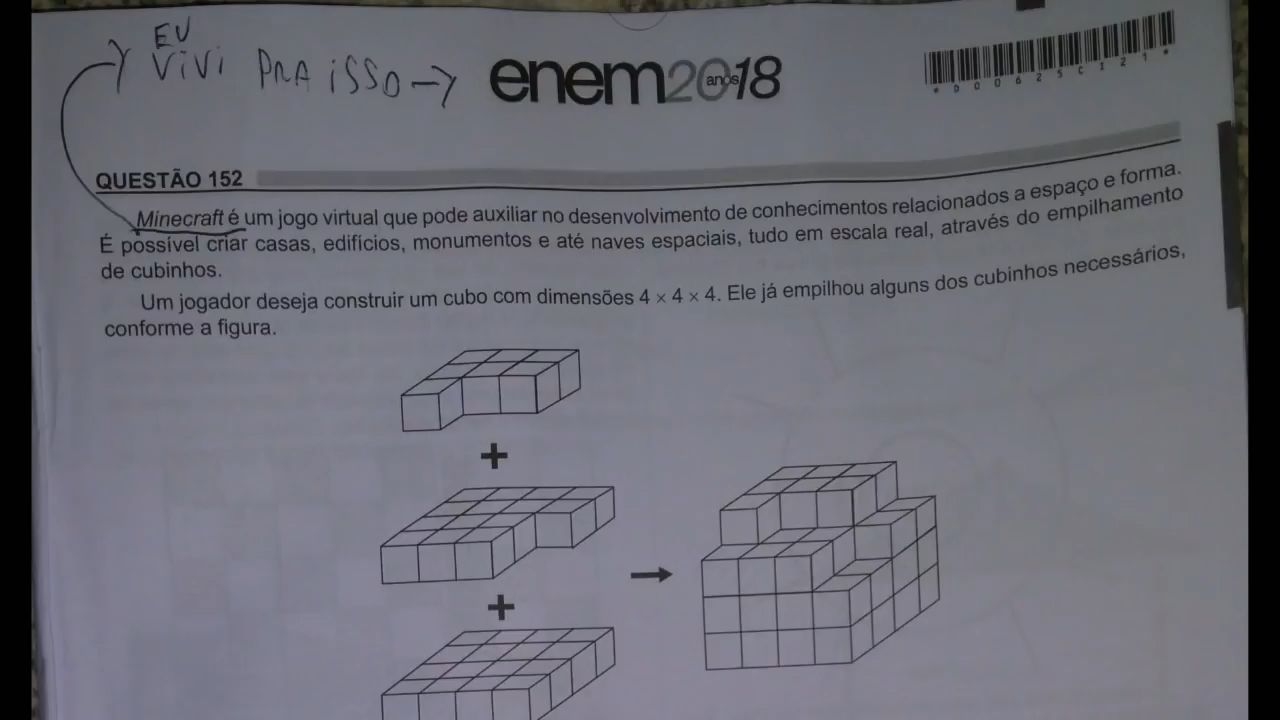 EU
VIVI PRA ISSO → enem2018
anos
*D00625C121*
QUESTÃO 152
Minecraft é um jogo virtual que pode auxiliar no desenvolvimento de conhecimentos relacionados a espaço e forma.
É possível criar casas, edifícios, monumentos e até naves espaciais, tudo em escala real, através do empilhamento
de cubinhos.
Um jogador deseja construir um cubo com dimensões 4 × 4 × 4. Ele já empilhou alguns dos cubinhos necessários,
conforme a figura.
+
+